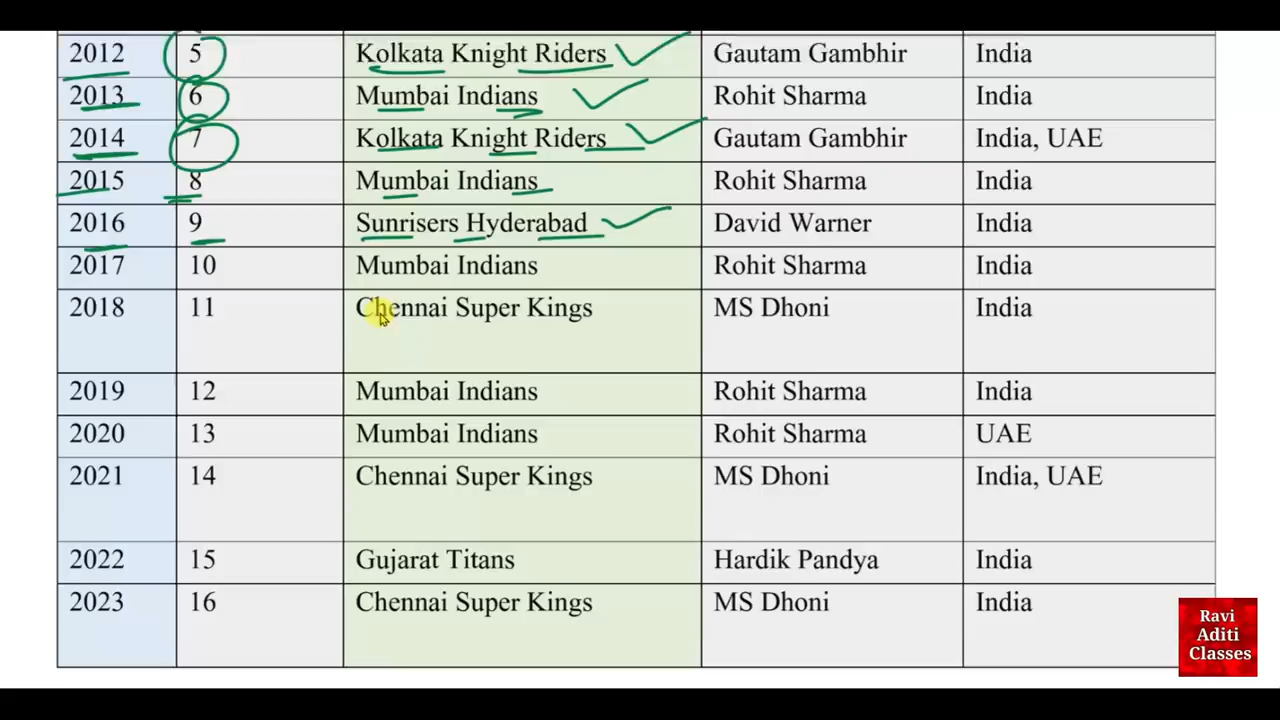 2012 5 Kolkata Knight Riders Gautam Gambhir India
2013 6 Mumbai Indians Rohit Sharma India
2014 7 Kolkata Knight Riders Gautam Gambhir India, UAE
2015 8 Mumbai Indians Rohit Sharma India
2016 9 Sunrisers Hyderabad David Warner India
2017 10 Mumbai Indians Rohit Sharma India
2018 11 Chennai Super Kings MS Dhoni India
2019 12 Mumbai Indians Rohit Sharma India
2020 13 Mumbai Indians Rohit Sharma UAE
2021 14 Chennai Super Kings MS Dhoni India, UAE
2022 15 Gujarat Titans Hardik Pandya India
2023 16 Chennai Super Kings MS Dhoni India
Ravi
Aditi
Classes